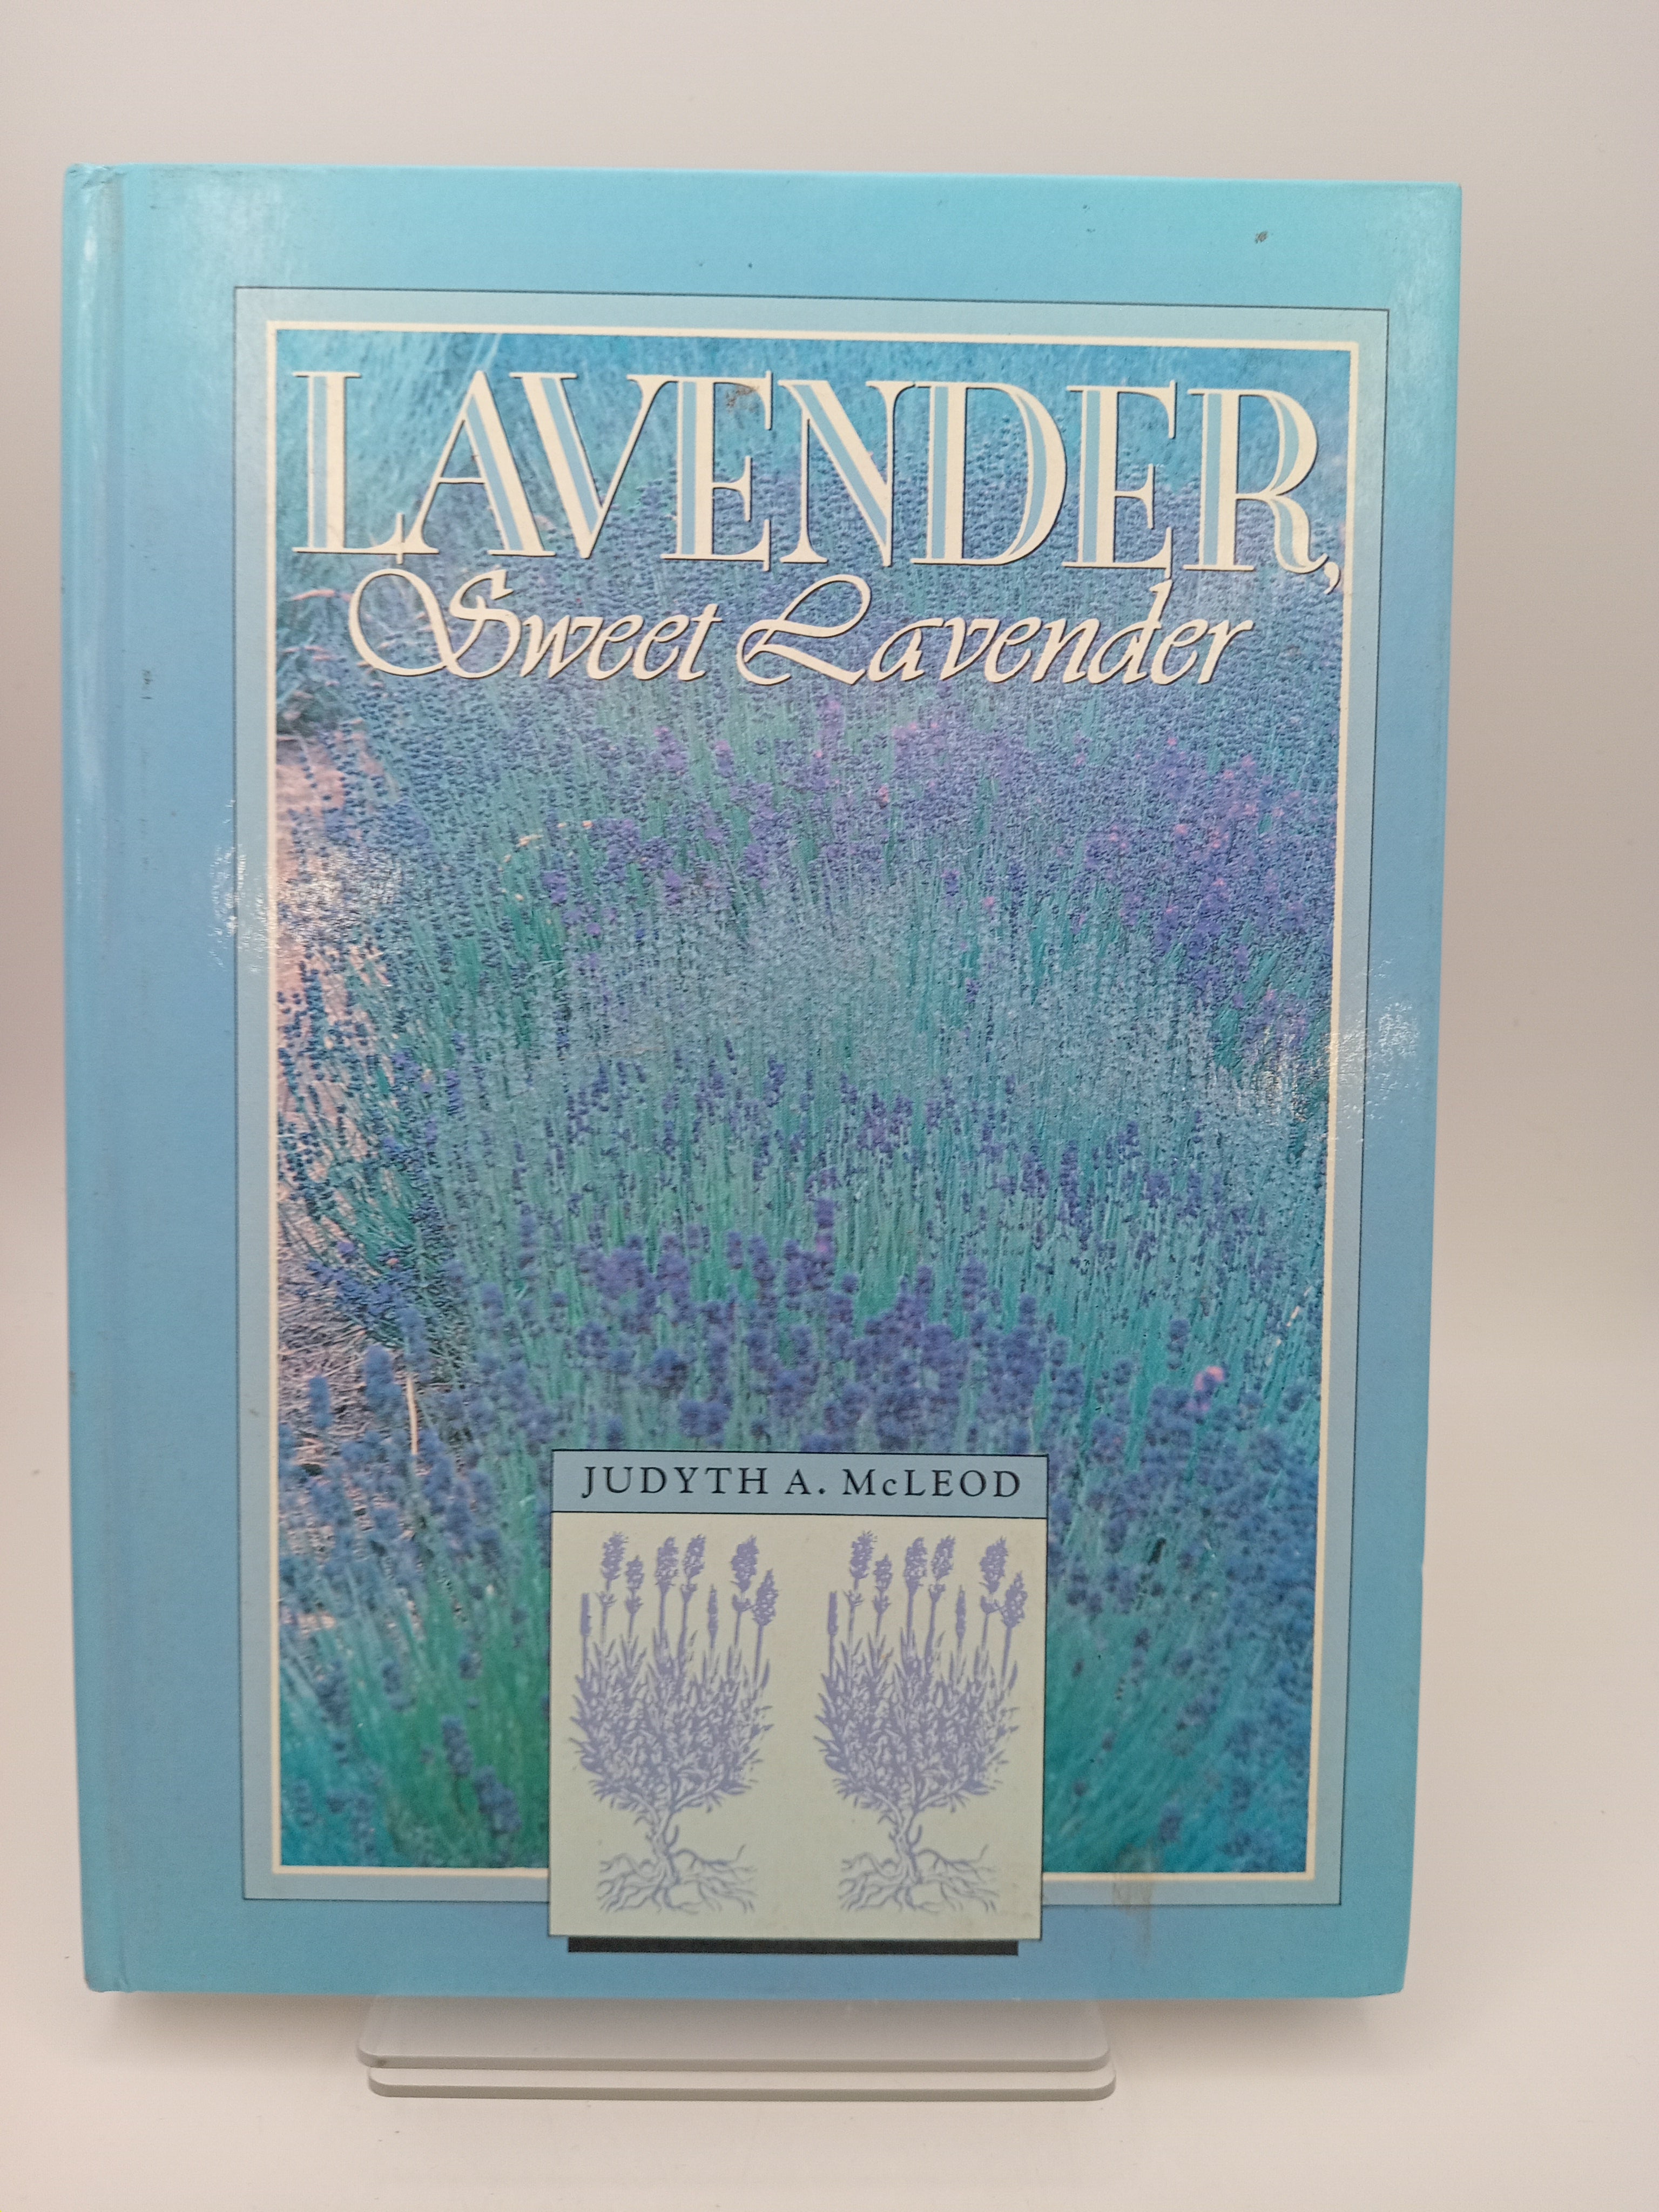 LAVENDER,
Sweet Lavender
JUDYTH A. McLEOD